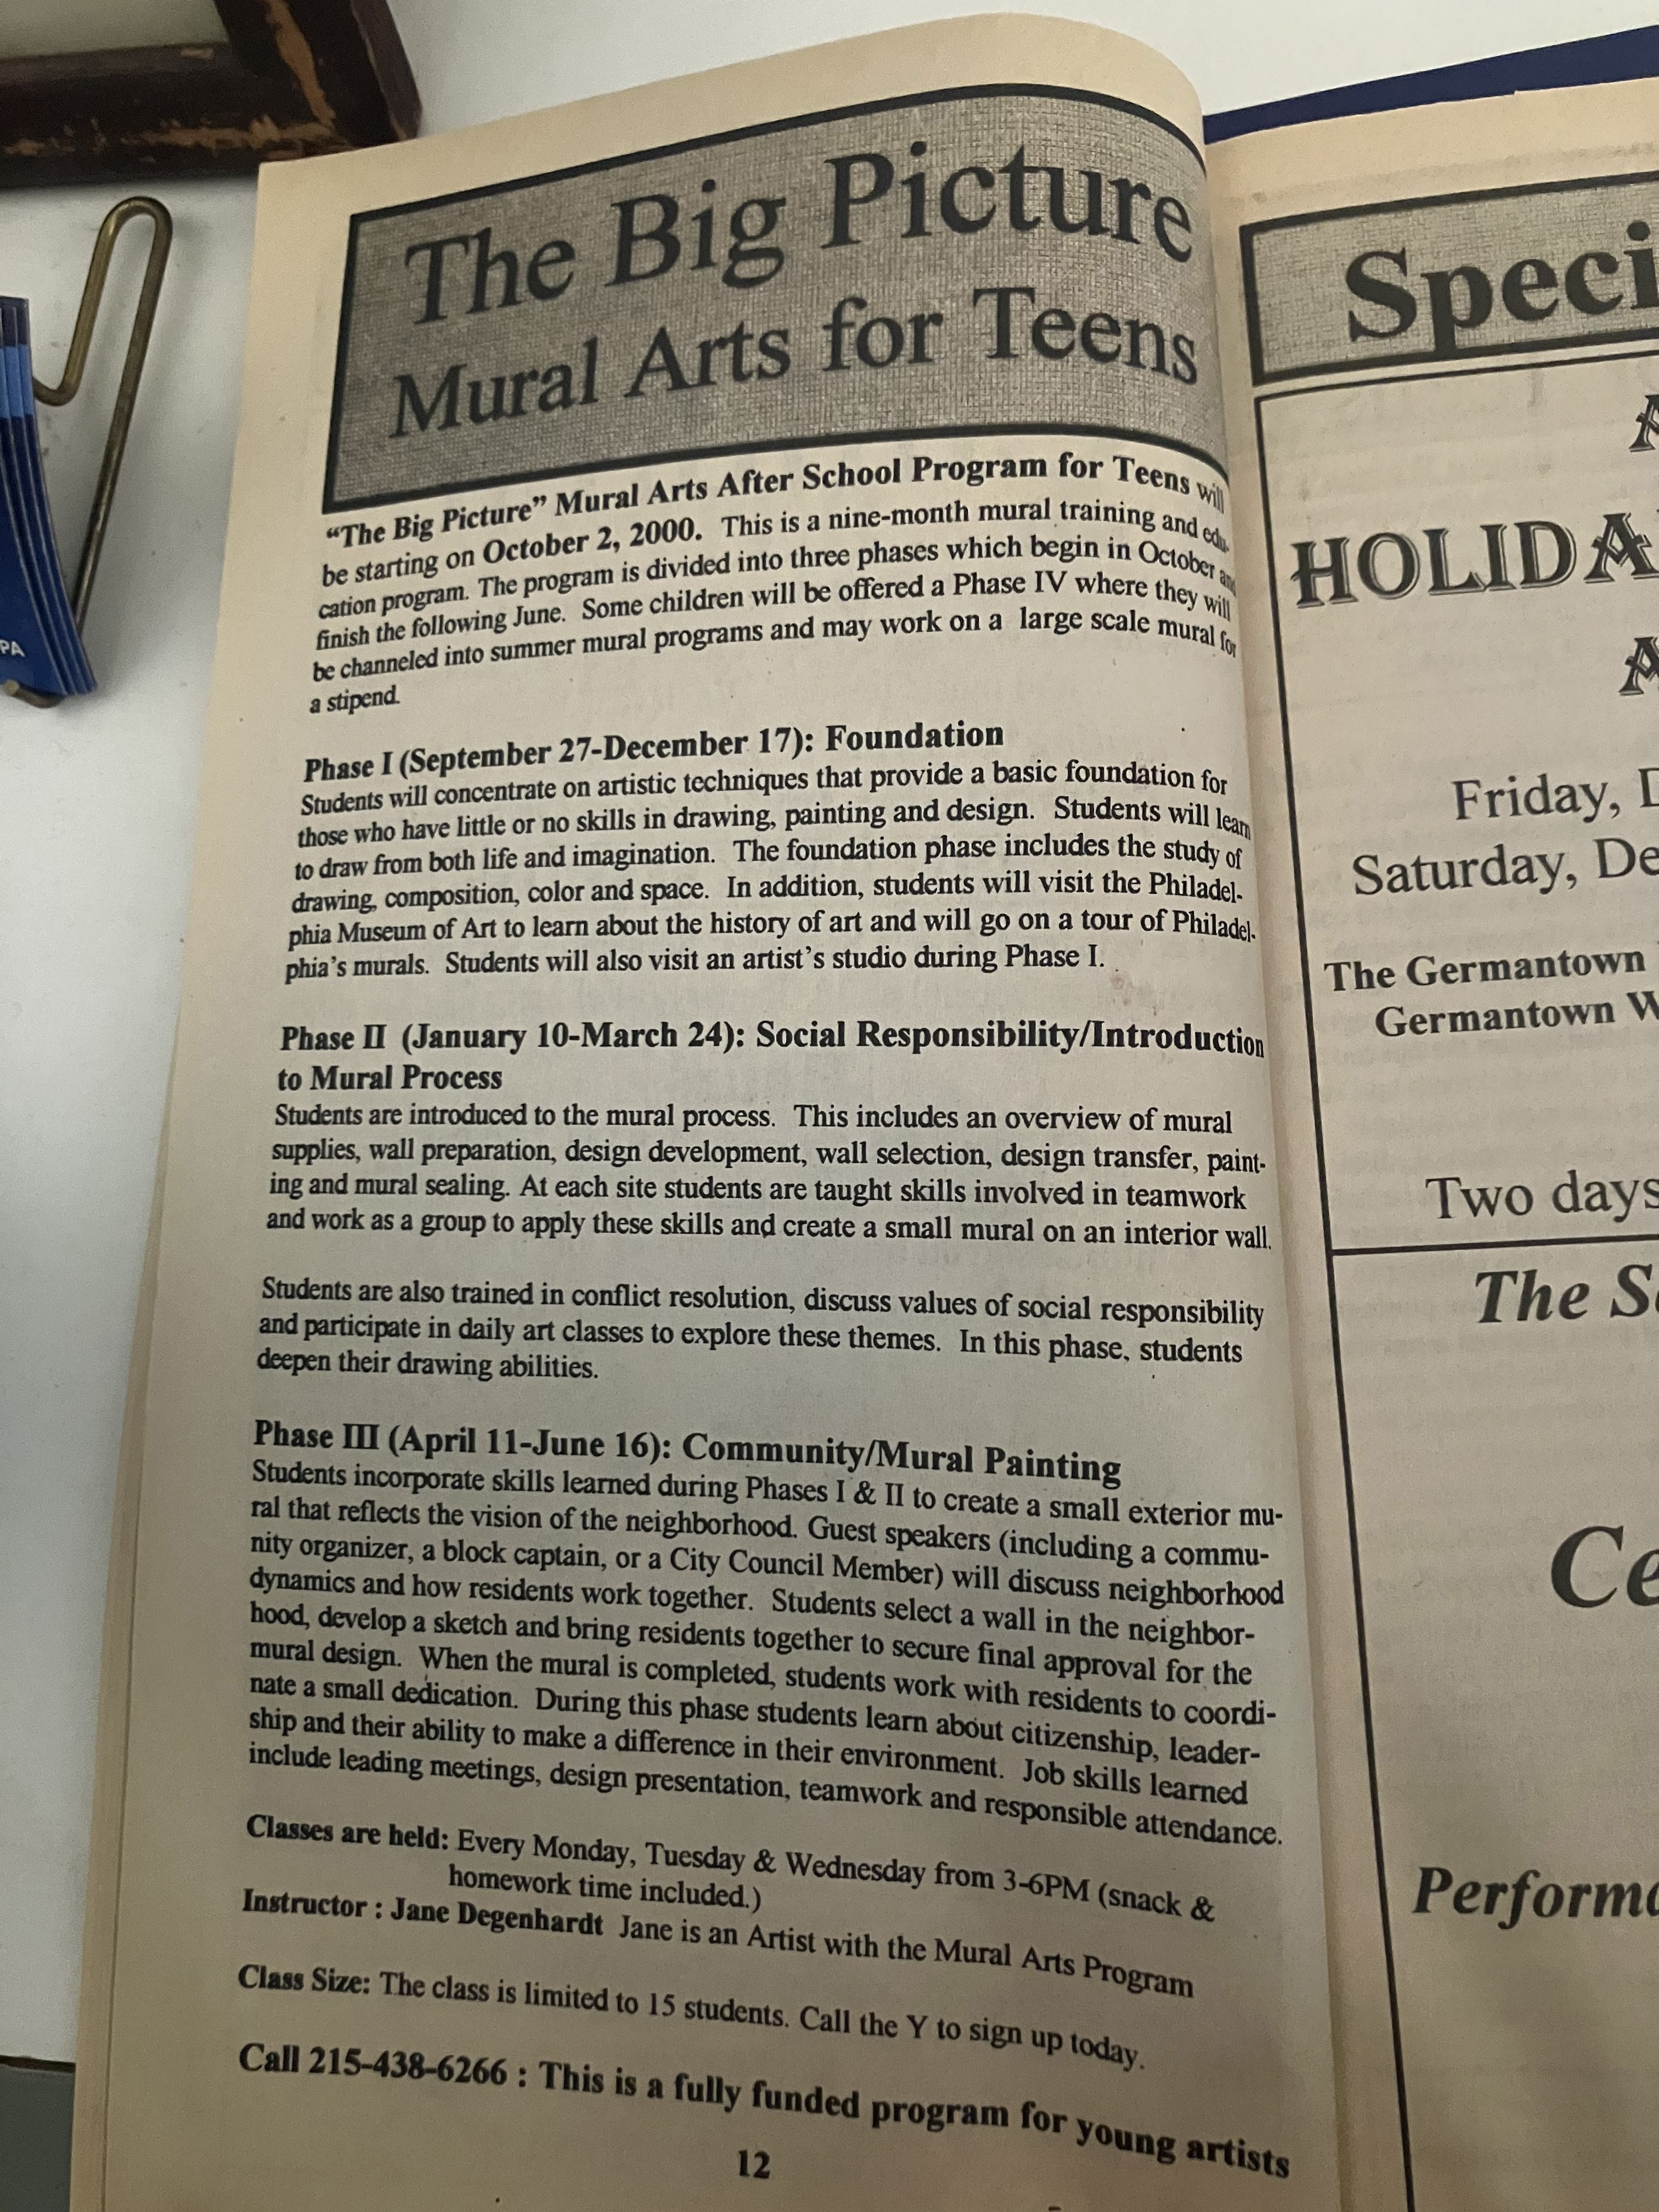 The Big Picture
Mural Arts for Teens
“The Big Picture” Mural Arts After School Program for Teens will
be starting on October 2, 2000. This is a nine-month mural training and edu-
cation program. The program is divided into three phases which begin in October and
finish the following June. Some children will be offered a Phase IV where they will
be channeled into summer mural programs and may work on a large scale mural for
a stipend.
Phase I (September 27-December 17): Foundation
Students will concentrate on artistic techniques that provide a basic foundation for
those who have little or no skills in drawing, painting and design. Students will learn
to draw from both life and imagination. The foundation phase includes the study of
drawing, composition, color and space. In addition, students will visit the Philadel-
phia Museum of Art to learn about the history of art and will go on a tour of Philadel-
phia’s murals. Students will also visit an artist’s studio during Phase I.
Phase II (January 10-March 24): Social Responsibility/Introduction
to Mural Process
Students are introduced to the mural process. This includes an overview of mural
supplies, wall preparation, design development, wall selection, design transfer, paint-
ing and mural sealing. At each site students are taught skills involved in teamwork
and work as a group to apply these skills and create a small mural on an interior wall.
Students are also trained in conflict resolution, discuss values of social responsibility
and participate in daily art classes to explore these themes. In this phase, students
deepen their drawing abilities.
Phase III (April 11-June 16): Community/Mural Painting
Students incorporate skills learned during Phases I & II to create a small exterior mu-
ral that reflects the vision of the neighborhood. Guest speakers (including a commu-
nity organizer, a block captain, or a City Council Member) will discuss neighborhood
dynamics and how residents work together. Students select a wall in the neighbor-
hood, develop a sketch and bring residents together to secure final approval for the
mural design. When the mural is completed, students work with residents to coordi-
nate a small dedication. During this phase students learn about citizenship, leader-
ship and their ability to make a difference in their environment. Job skills learned
include leading meetings, design presentation, teamwork and responsible attendance.
Classes are held: Every Monday, Tuesday & Wednesday from 3-6PM (snack &
homework time included.)
Instructor : Jane Degenhardt Jane is an Artist with the Mural Arts Program
Class Size: The class is limited to 15 students. Call the Y to sign up today.
Call 215-438-6266 : This is a fully funded program for young artists
12
Speci
A
HOLIDA
A
Friday, D
Saturday, De
The Germantown
Germantown W
Two days
The S
Ce
Performa
PA